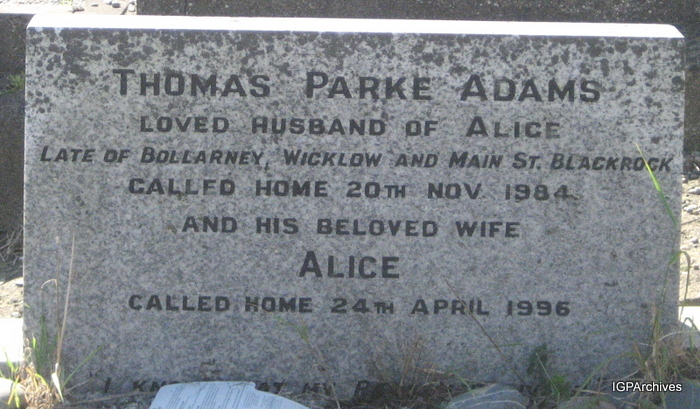 THOMAS PARKE ADAMS
LOVED HUSBAND OF ALICE
LATE OF BOLLARNEY, WICKLOW AND MAIN ST. BLACKROCK
CALLED HOME 20TH NOV. 1984
AND HIS BELOVED WIFE
ALICE
CALLED HOME 24TH APRIL 1996
"I MY
IGPArchives